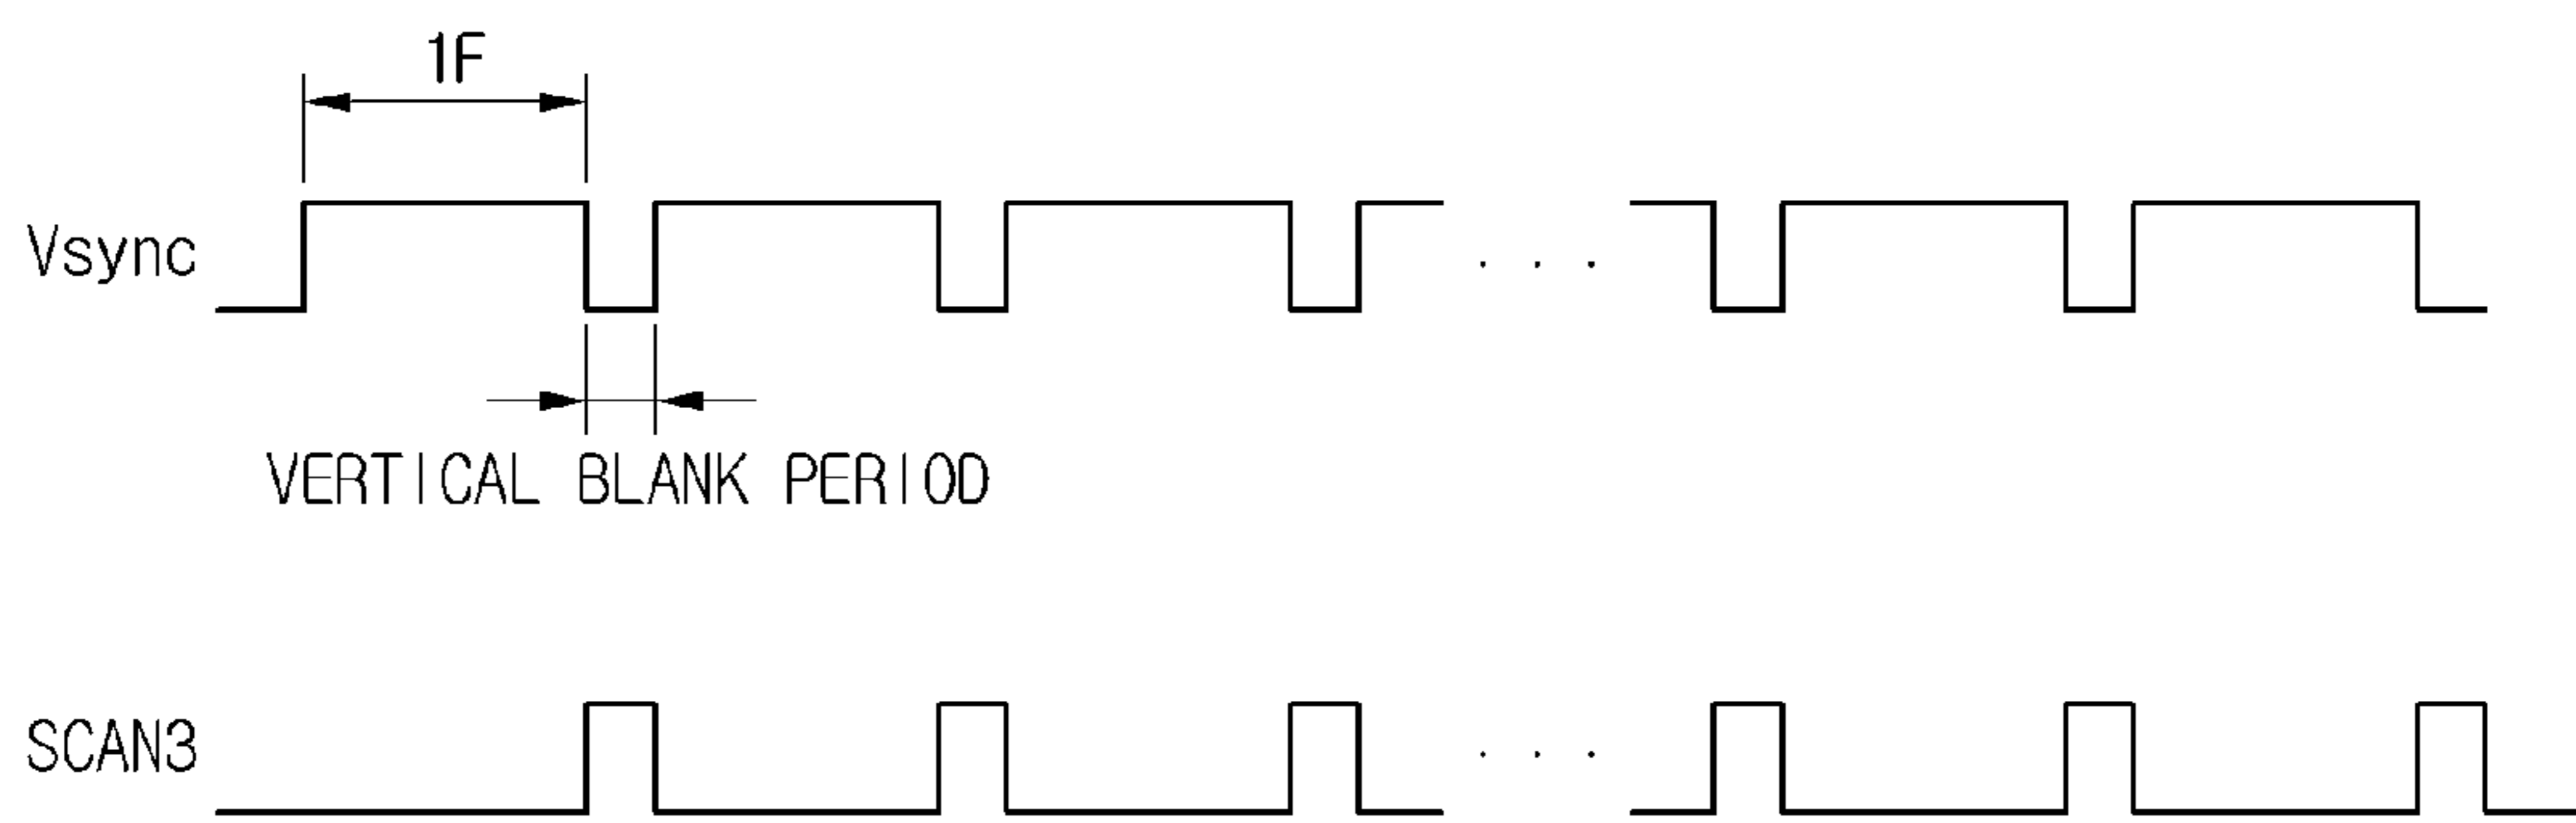 1F
Vsync
. . .
VERTICAL BLANK PERIOD
SCAN3
. . .